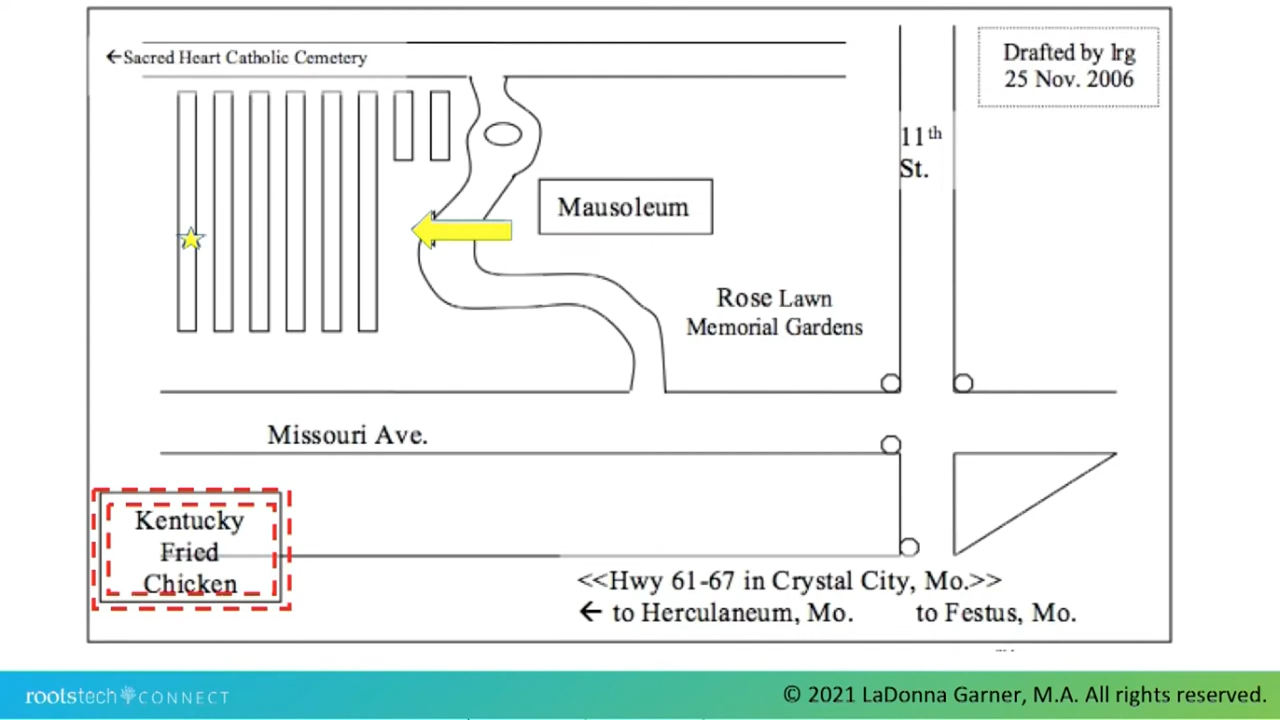 ←Sacred Heart Catholic Cemetery
Drafted by lrg
25 Nov. 2006
11th
St.
Mausoleum
Rose Lawn
Memorial Gardens
Missouri Ave.
Kentucky
Fried
Chicken
<<Hwy 61-67 in Crystal City, Mo.>>
← to Herculaneum, Mo. to Festus, Mo.
rootstech CONNECT
© 2021 LaDonna Garner, M.A. All rights reserved.